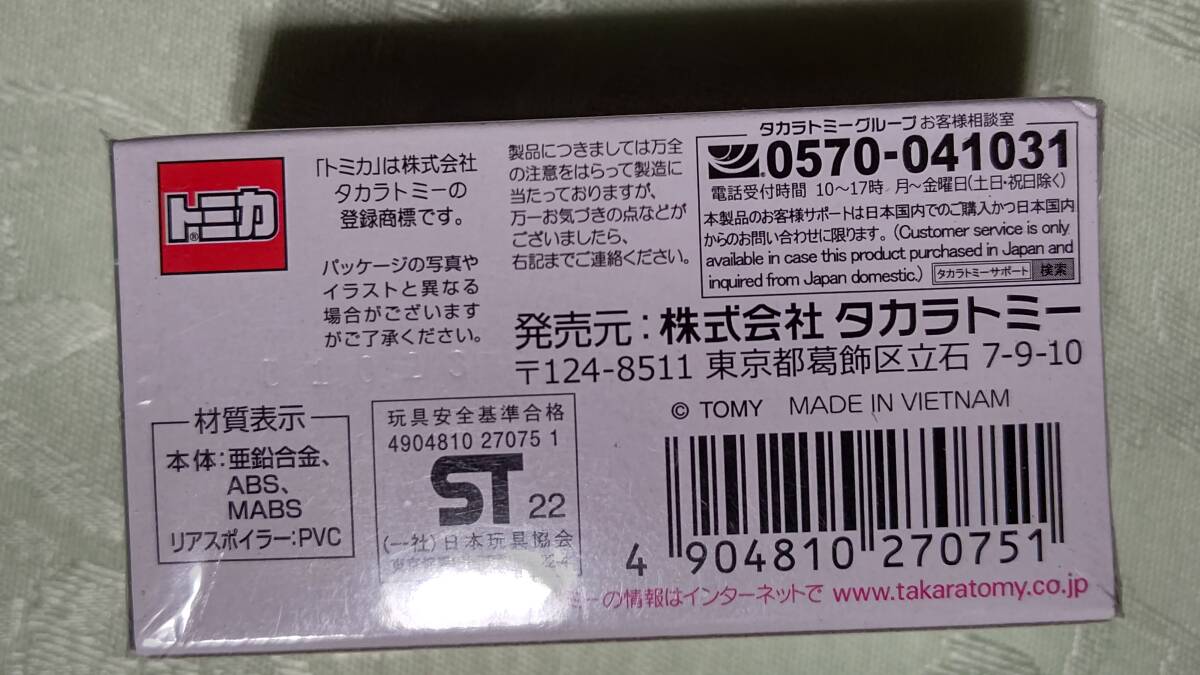 トミカ®
「トミカ」は株式会社
タカラトミーの
登録商標です。
パッケージの写真や
イラストと異なる
場合がございます
がご了承ください。
製品につきましては万全
の注意をはらって製造に
当たっておりますが、
万一お気づきの点などが
ございましたら、
右記までご連絡ください。
タカラトミーグループ お客様相談室
0570-041031
電話受付時間 10〜17時 月〜金曜日(土日・祝日除く)
本製品のお客様サポートは日本国内でのご購入かつ日本国内
からのお問い合わせに限ります。(Customer service is only
available in case this product purchased in Japan and
inquired from Japan domestic.) タカラトミーサポート 検索
発売元:株式会社 タカラトミー
〒124-8511 東京都葛飾区立石 7-9-10
材質表示
本体:亜鉛合金、
ABS、
MABS
リアスポイラー:PVC
玩具安全基準合格
4904810 27075 1
ST 22
(一社)日本玩具協会
東京都
© TOMY MADE IN VIETNAM
4 904810 270751
ーの情報はインターネットで www.takaratomy.co.jp